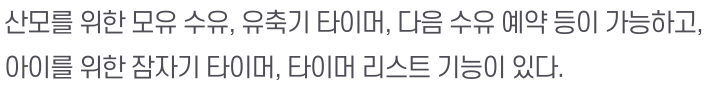 산모를 위한 모유 수유, 유축기 타이머, 다음 수유 예약 등이 가능하고,
아이를 위한 잠자기 타이머, 타이머 리스트 기능이 있다.